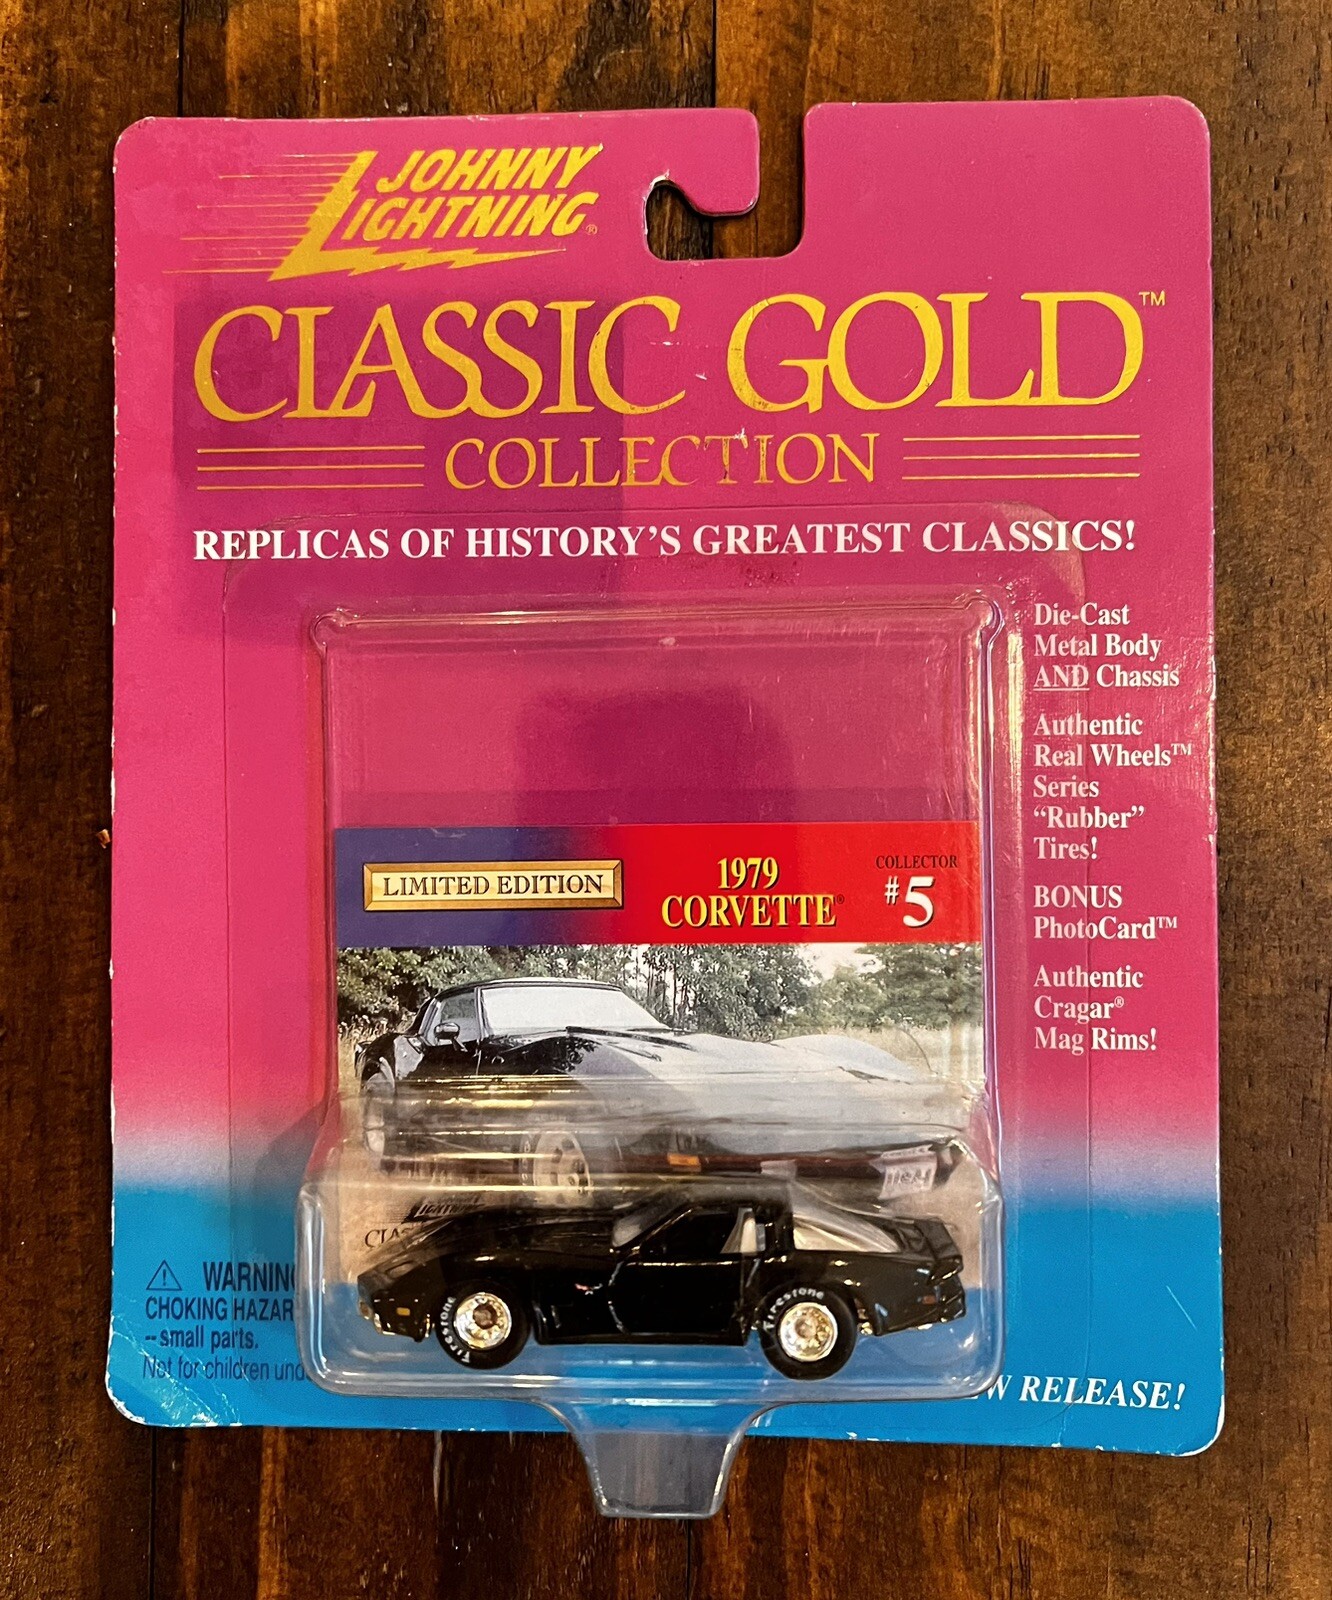 JOHNNY
LIGHTNING®
CLASSIC GOLD™
COLLECTION
REPLICAS OF HISTORY'S GREATEST CLASSICS!
Die-Cast
Metal Body
AND Chassis
Authentic
Real Wheels™
Series
“Rubber”
Tires!
BONUS
PhotoCard™
Authentic
Cragar®
Mag Rims!
LIMITED EDITION
1979
CORVETTE®
COLLECTOR
#5
LIGHTNING
Firestone
Firestone
WARNING
CHOKING HAZAR
--small parts.
Not for children und
W RELEASE!